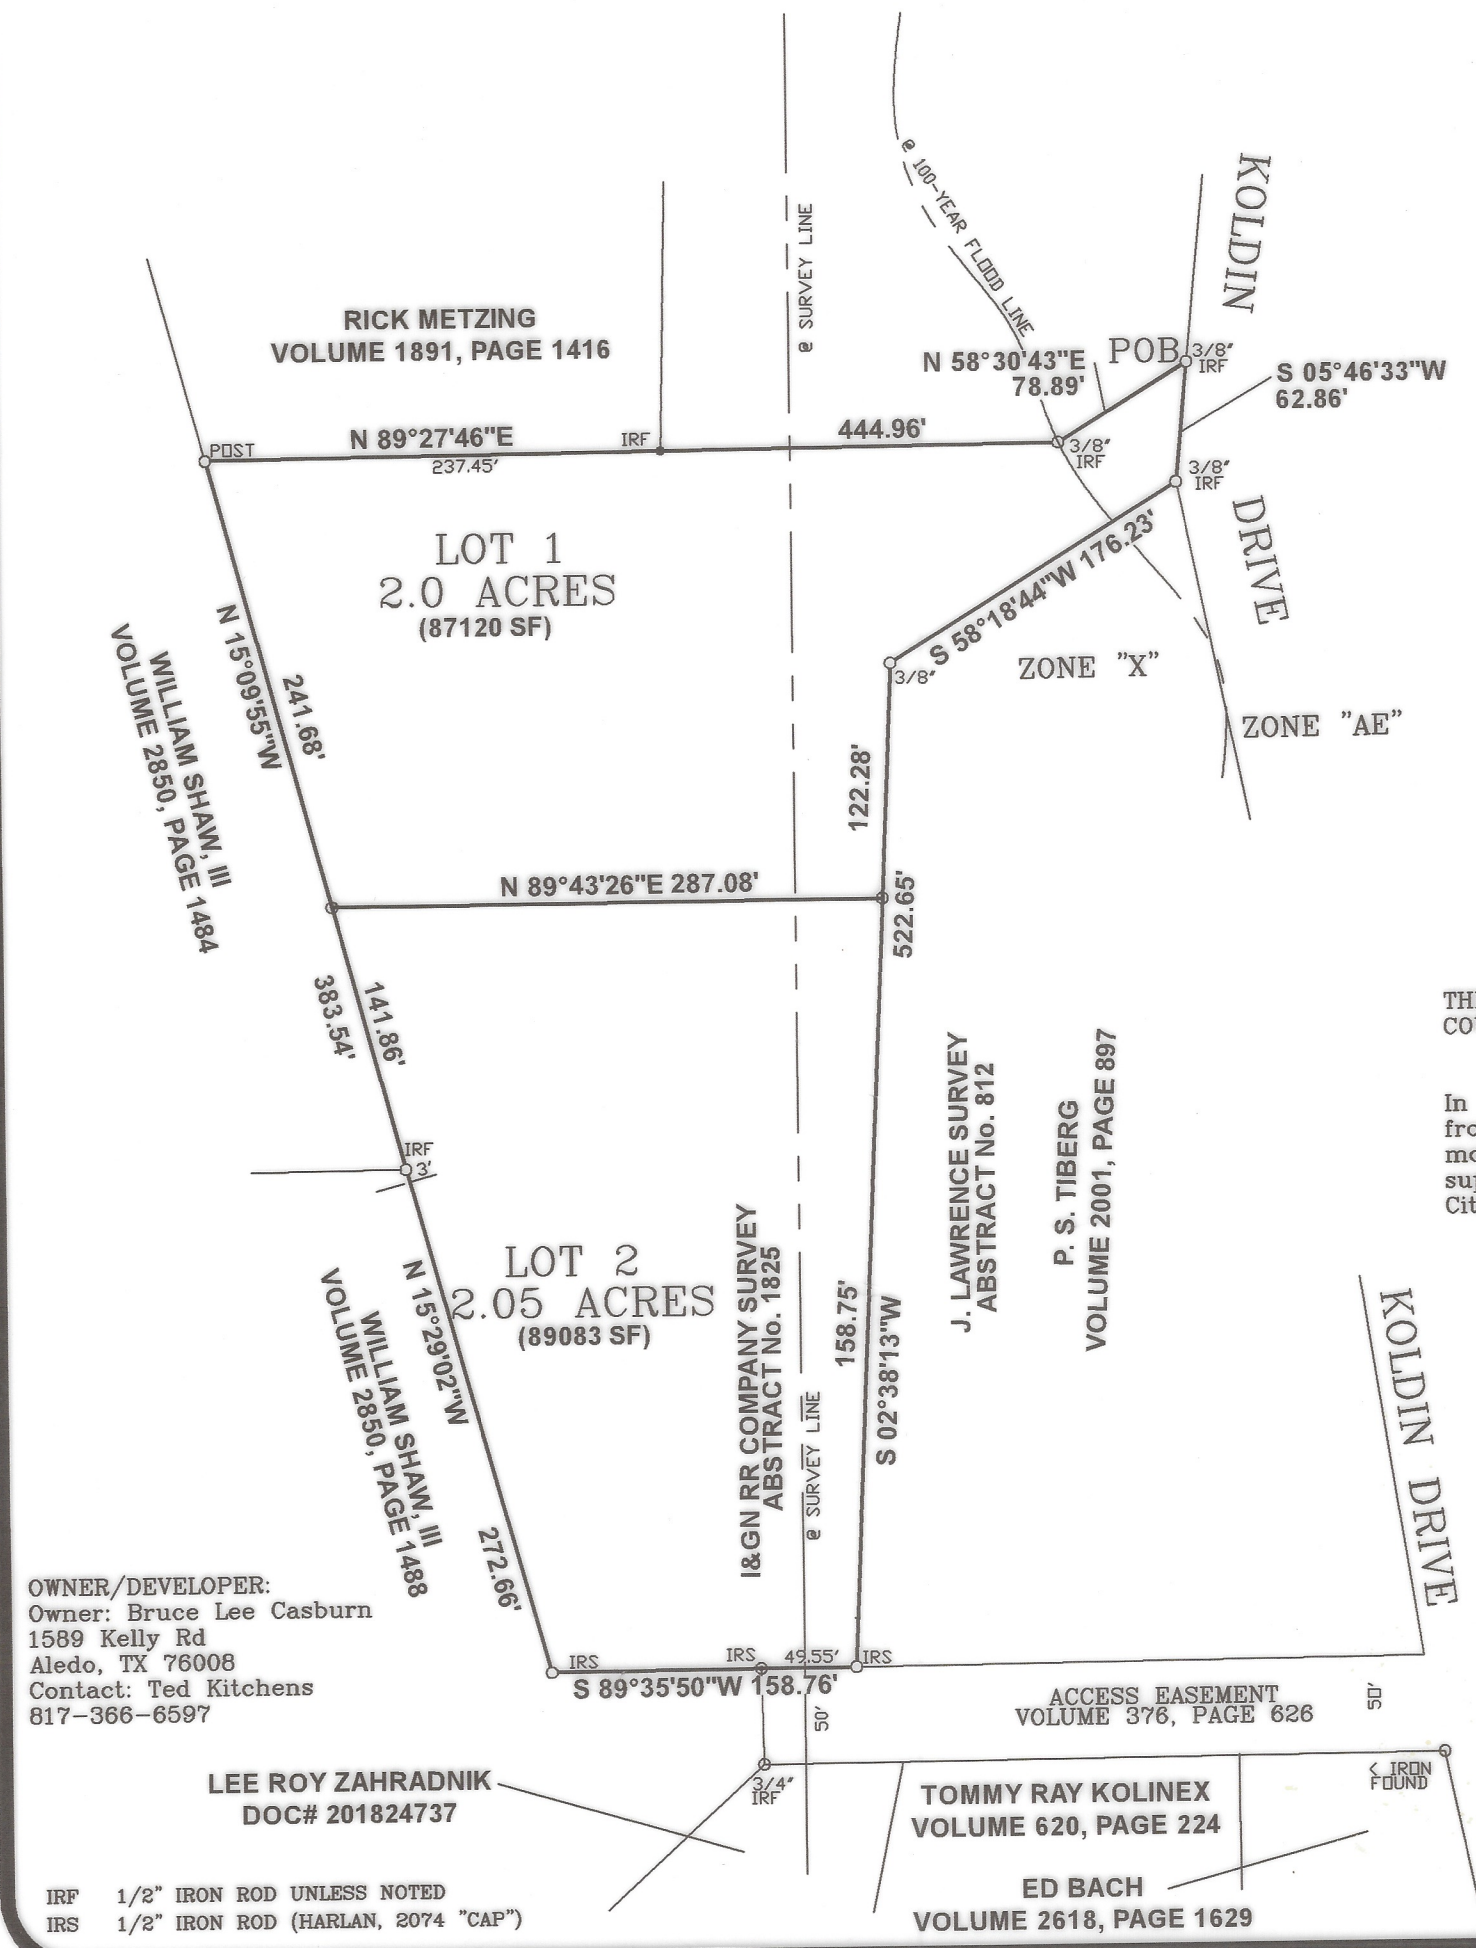 KOLDIN
@ 100-YEAR FLOOD LINE
@ SURVEY LINE
RICK METZING
VOLUME 1891, PAGE 1416
N 58°30'43"E
78.89'
POB
3/8"
IRF
S 05°46'33"W
62.86'
POST
N 89°27'46"E
237.45'
IRF
444.96'
3/8"
IRF
3/8"
IRF
DRIVE
LOT 1
2.0 ACRES
(87120 SF)
S 58°18'44"W 176.23'
3/8"
ZONE "X"
ZONE "AE"
N 15°09'55"W
241.68'
WILLIAM SHAW, III
VOLUME 2850, PAGE 1484
122.28'
N 89°43'26"E 287.08'
522.65'
383.54'
141.86'
THE
COU
In
fro
mo
sup
Cit
J. LAWRENCE SURVEY
ABSTRACT No. 812
P. S. TIBERG
VOLUME 2001, PAGE 897
IRF
3'
LOT 2
2.05 ACRES
(89083 SF)
N 15°29'02"W
272.66'
WILLIAM SHAW, III
VOLUME 2850, PAGE 1488
I&GN RR COMPANY SURVEY
ABSTRACT No. 1825
@ SURVEY LINE
158.75'
S 02°38'13"W
KOLDIN DRIVE
OWNER/DEVELOPER:
Owner: Bruce Lee Casburn
1589 Kelly Rd
Aledo, TX 76008
Contact: Ted Kitchens
817-366-6597
IRS
IRS
49.55'
IRS
S 89°35'50"W 158.76'
50'
ACCESS EASEMENT
VOLUME 376, PAGE 626
50'
LEE ROY ZAHRADNIK
DOC# 201824737
3/4"
IRF
TOMMY RAY KOLINEX
VOLUME 620, PAGE 224
< IRON
FOUND
ED BACH
VOLUME 2618, PAGE 1629
IRF 1/2" IRON ROD UNLESS NOTED
IRS 1/2" IRON ROD (HARLAN, 2074 "CAP")